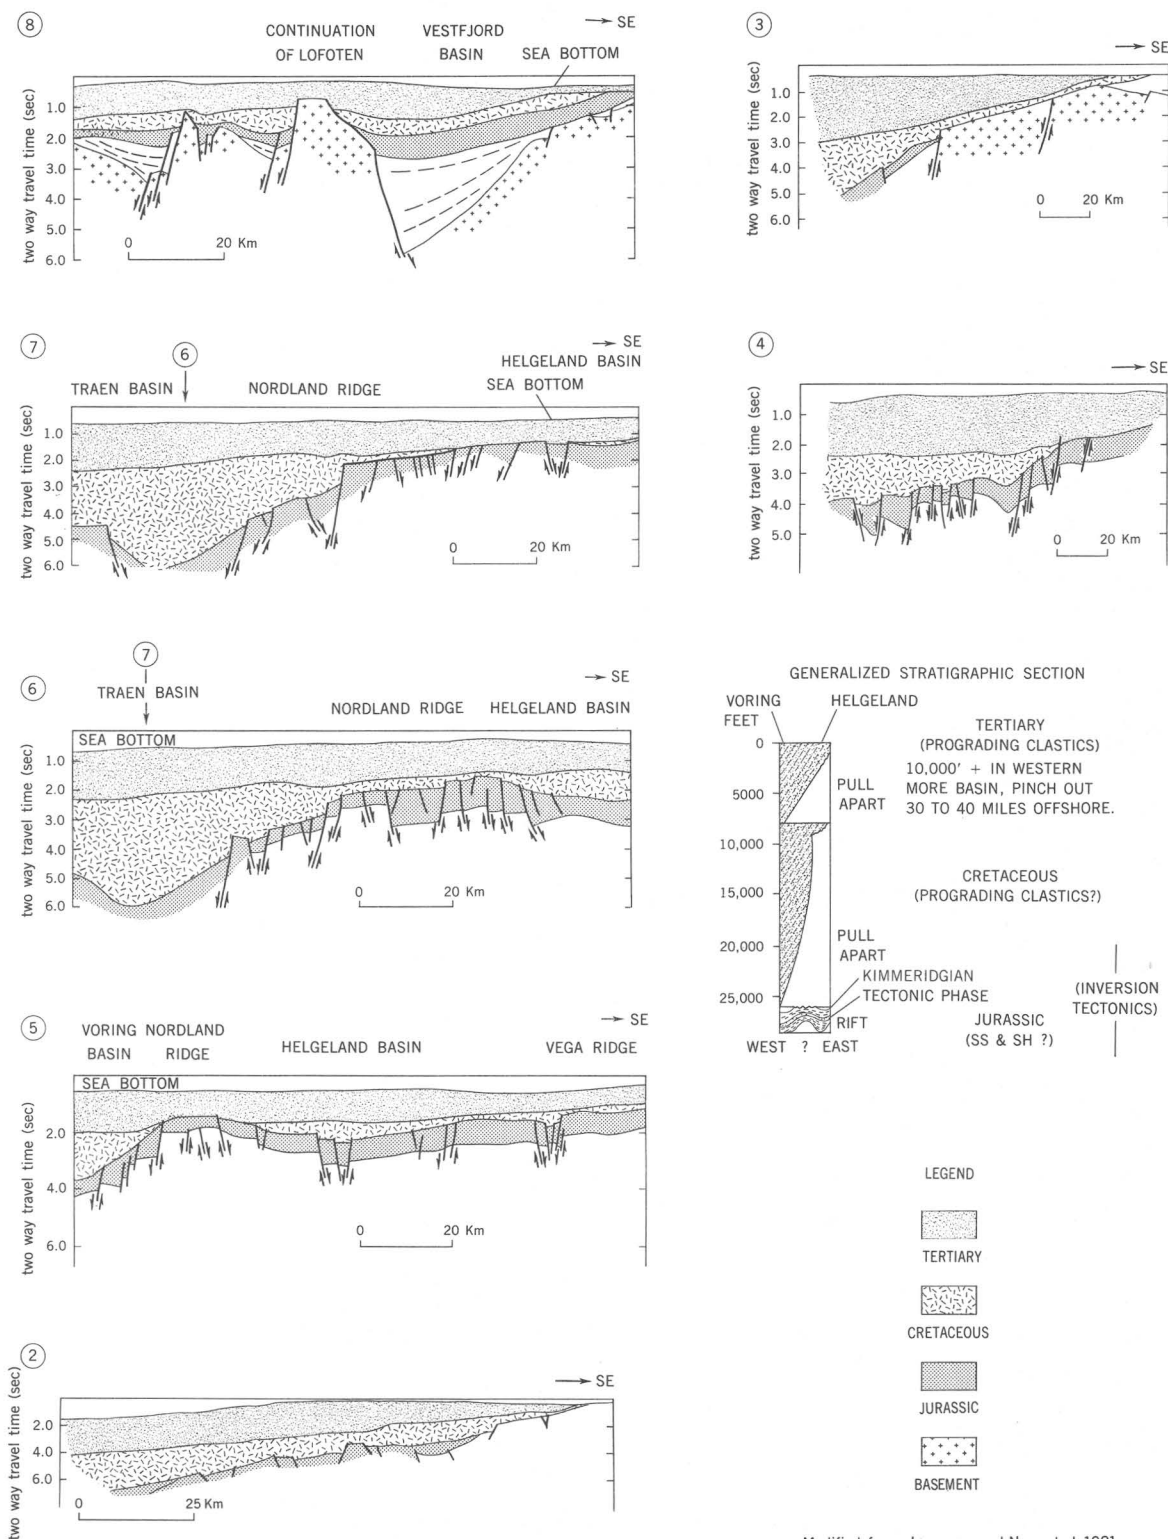 8
→ SE
CONTINUATION OF LOFOTEN
VESTFJORD BASIN
SEA BOTTOM
two way travel time (sec)
1.0
2.0
3.0
4.0
5.0
6.0
0 20 Km
3
→ SE
two way travel time (sec)
1.0
2.0
3.0
4.0
5.0
6.0
0 20 KM
7
→ SE
6
TRAEN BASIN
NORDLAND RIDGE
HELGELAND BASIN
SEA BOTTOM
two way travel time (sec)
1.0
2.0
3.0
4.0
5.0
6.0
0 20 Km
4
→ SE
two way travel time (sec)
1.0
2.0
3.0
4.0
5.0
0 20 KM
6
7
→ SE
TRAEN BASIN
NORDLAND RIDGE
HELGELAND BASIN
SEA BOTTOM
two way travel time (sec)
1.0
2.0
3.0
4.0
5.0
6.0
0 20 KM
GENERALIZED STRATIGRAPHIC SECTION
VORING
HELGELAND
FEET
0
5000
10,000
15,000
20,000
25,000
PULL
APART
TERTIARY
(PROGRADING CLASTICS)
10,000' + IN WESTERN
MORE BASIN, PINCH OUT
30 TO 40 MILES OFFSHORE.
CRETACEOUS
(PROGRADING CLASTICS?)
PULL
APART
KIMMERIDGIAN
TECTONIC PHASE
RIFT
JURASSIC
(SS & SH ?)
(INVERSION
TECTONICS)
WEST ? EAST
5
→ SE
VORING BASIN
NORDLAND RIDGE
HELGELAND BASIN
VEGA RIDGE
SEA BOTTOM
two way travel time (sec)
2.0
4.0
6.0
0 20 Km
2
→ SE
two way travel time (sec)
2.0
4.0
6.0
0 25 Km
LEGEND
TERTIARY
CRETACEOUS
JURASSIC
BASEMENT